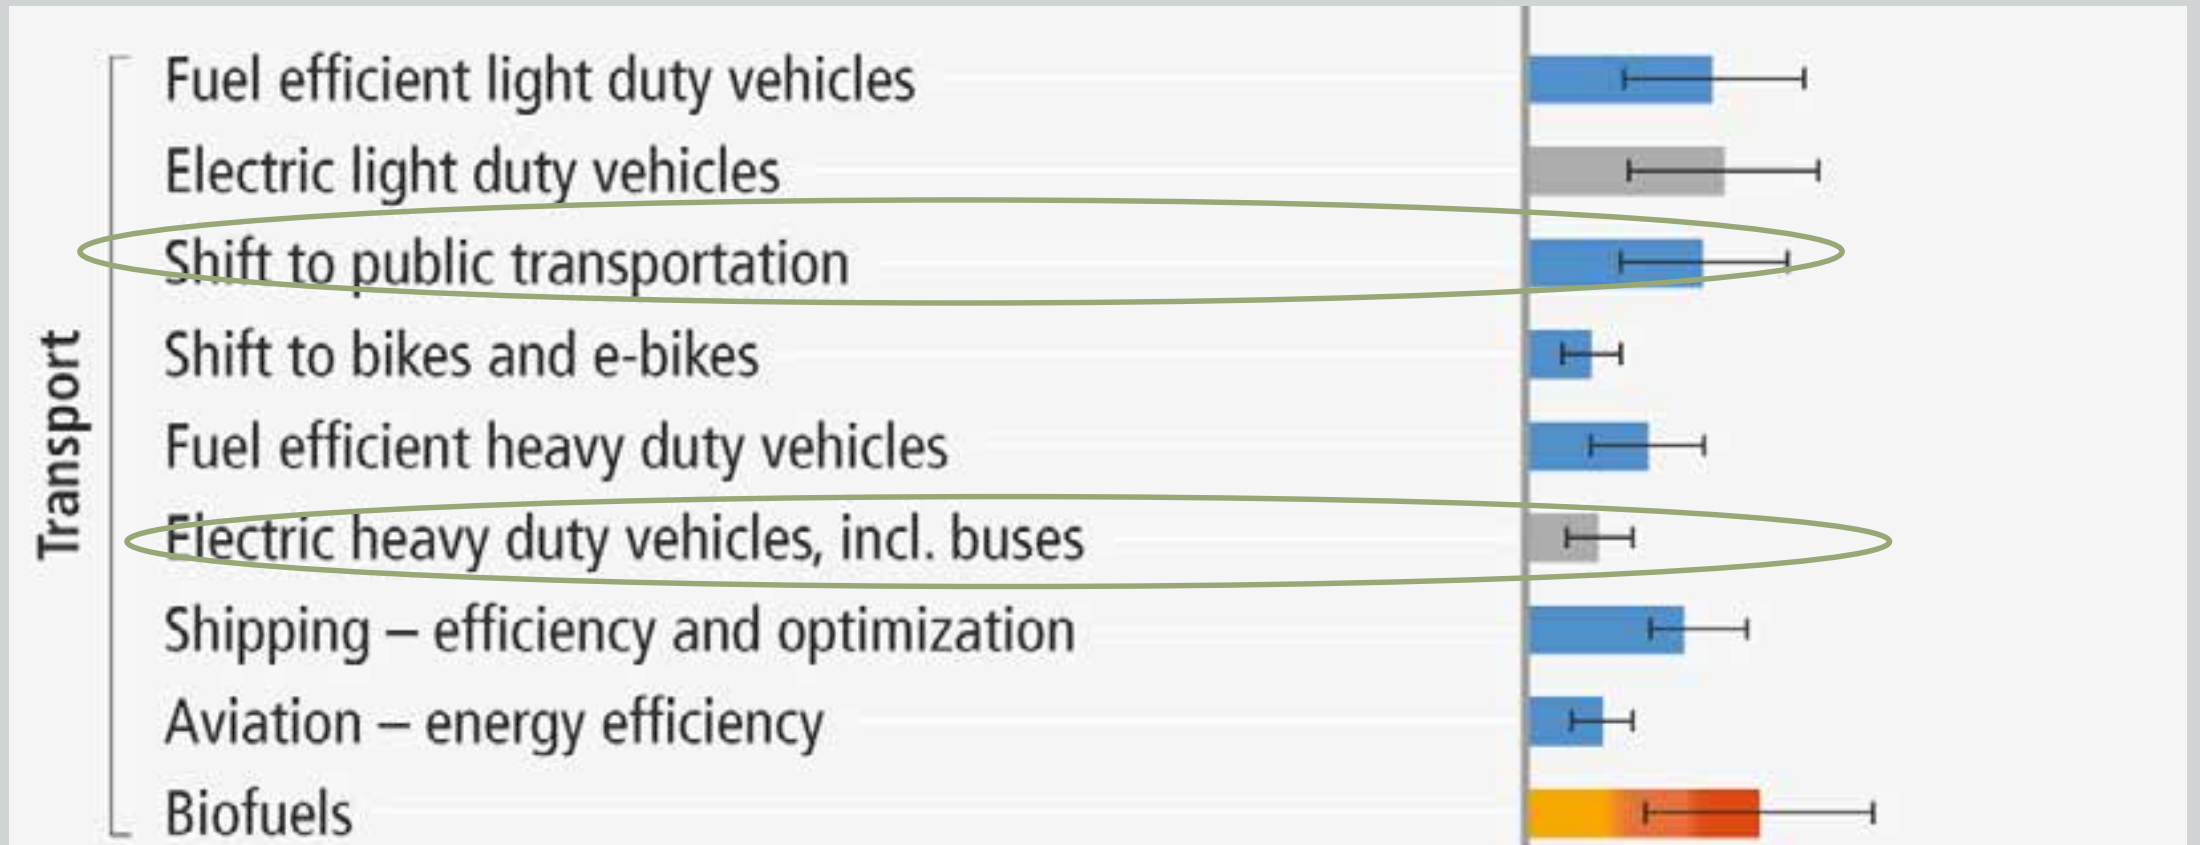 Transport
Fuel efficient light duty vehicles
Electric light duty vehicles
Shift to public transportation
Shift to bikes and e-bikes
Fuel efficient heavy duty vehicles
Electric heavy duty vehicles, incl. buses
Shipping – efficiency and optimization
Aviation – energy efficiency
Biofuels